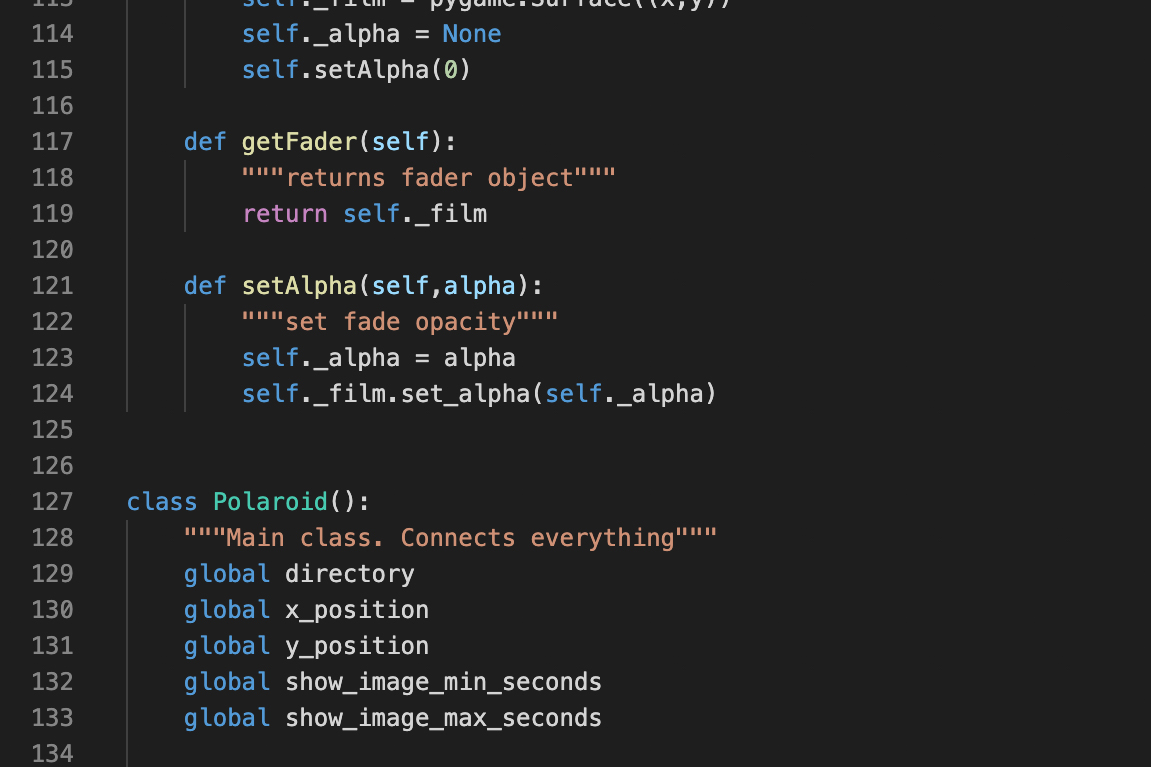 113         self._film = pygame.Surface((x,y))
114         self._alpha = None
115         self.setAlpha(0)
116
117     def getFader(self):
118         """returns fader object"""
119         return self._film
120
121     def setAlpha(self,alpha):
122         """set fade opacity"""
123         self._alpha = alpha
124         self._film.set_alpha(self._alpha)
125
126
127 class Polaroid():
128     """Main class. Connects everything"""
129     global directory
130     global x_position
131     global y_position
132     global show_image_min_seconds
133     global show_image_max_seconds
134